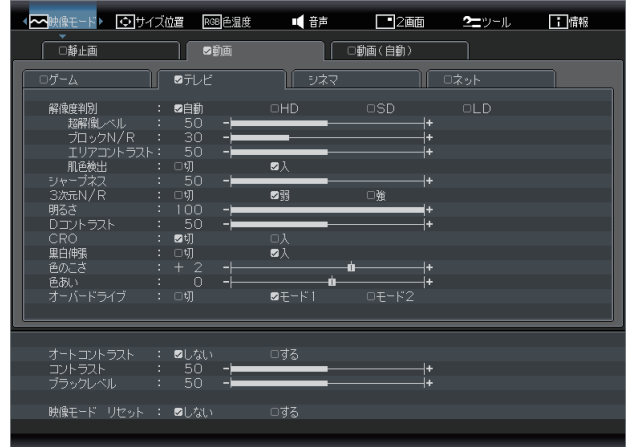 映像モード サイズ位置 RGB色温度 音声 2画面 ツール 情報
□静止画 ☑動画 □動画(自動)
□ゲーム ☑テレビ シネマ □ネット
解像度判別 : ☑自動 □HD □SD □LD
超解像レベル : 50 - +
ブロックN/R : 30 -
エリアコントラスト: 50 - +
肌色検出 : □切 ☑入
シャープネス : 50 - +
3次元N/R : □切 ☑弱 □強
明るさ : 100 - +
Dコントラスト : 50 - +
CRO : ☑切 □入
黒白伸張 : □切 ☑入
色のこさ : + 2 - +
色あい : 0 - +
オーバードライブ : □切 ☑モード1 □モード2
オートコントラスト : ☑しない □する
コントラスト : 50 - +
ブラックレベル : 50 - +
映像モード リセット : ☑しない □する